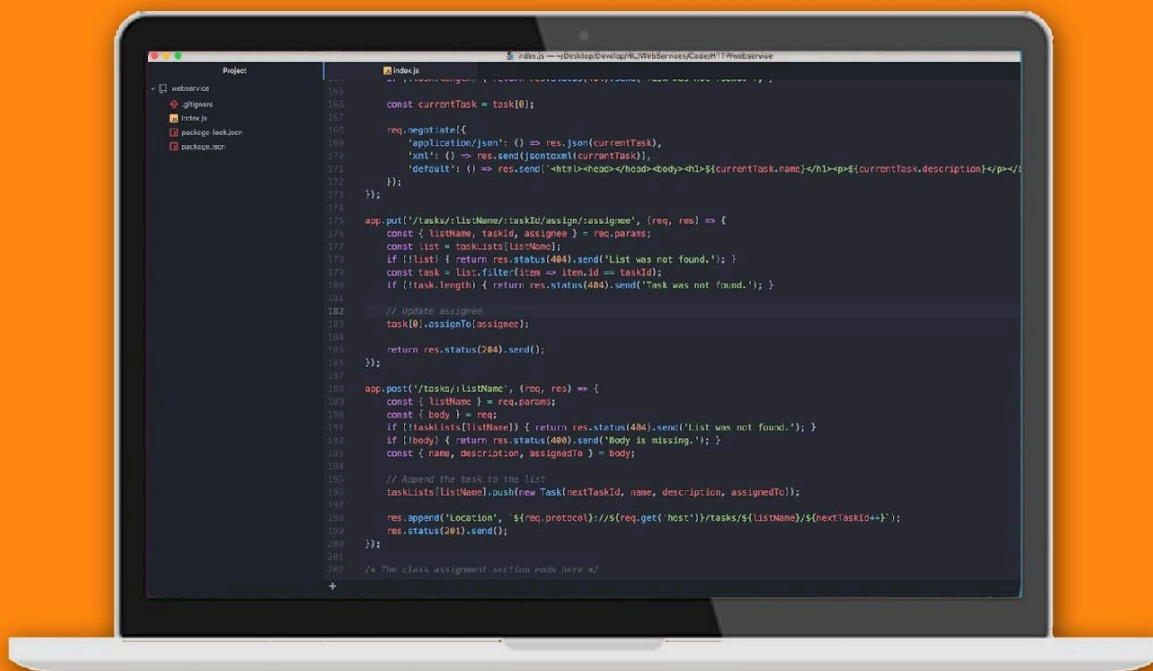 index.js — ~/Desktop/Develop/4L/WebServices/Code/HTTP/webservice
Project
index.js
webservice
.gitignore
index.js
package-lock.json
package.json
165
166 const currentTask = task[0];
167
168 req.negotiate({
169 'application/json': () => res.json(currentTask),
170 'xml': () => res.send(jsontoxml(currentTask)),
171 'default': () => res.send(`<html><head></head><body><h1>${currentTask.name}</h1><p>${currentTask.description}</p></
172 });
173 });
174
175 app.put('/tasks/:listName/:taskId/assign/:assignee', (req, res) => {
176 const { listName, taskId, assignee } = req.params;
177 const list = taskLists[listName];
178 if (!list) { return res.status(404).send('List was not found.'); }
179 const task = list.filter(item => item.id == taskId);
180 if (!task.length) { return res.status(404).send('Task was not found.'); }
181
182 // Update assignee
183 task[0].assignTo(assignee);
184
185 return res.status(204).send();
186 });
187
188 app.post('/tasks/:listName', (req, res) => {
189 const { listName } = req.params;
190 const { body } = req;
191 if (!taskLists[listName]) { return res.status(404).send('List was not found.'); }
192 if (!body) { return res.status(400).send('Body is missing.'); }
193 const { name, description, assignedTo } = body;
194
195 // Append the task to the list
196 taskLists[listName].push(new Task(nextTaskId, name, description, assignedTo));
197
198 res.append('Location', `${req.protocol}://${req.get('host')}/tasks/${listName}/${nextTaskId++}`);
199 res.status(201).send();
200 });
201
202 /* The class assignment section ends here */
+